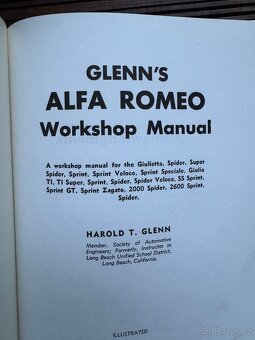 GLENN'S
ALFA ROMEO
Workshop Manual
A workshop manual for the Giulietta, Spider, Super
Spider, Sprint, Sprint Veloce, Sprint Speciale, Giulia
TI, TI Super, Sprint, Spider, Spider Veloce, SS Sprint,
Sprint GT, Sprint Zagato, 2000 Spider, 2600 Sprint,
Spider.
HAROLD T. GLENN
Member, Society of Automotive
Engineers; Formerly, Instructor in
Long Beach Unified School District,
Long Beach, California.
ILLUSTRATED